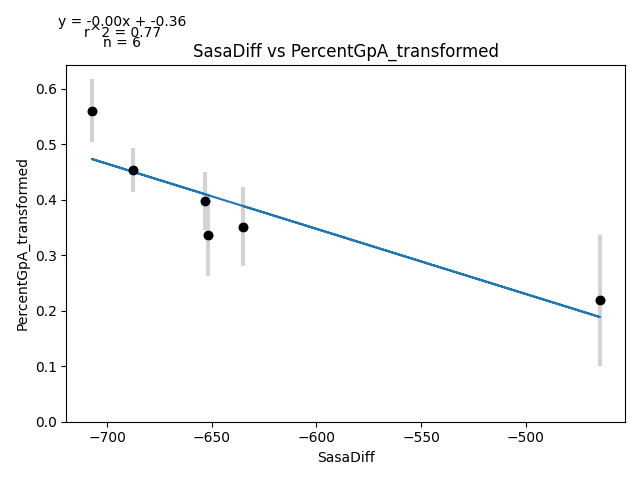 y = -0.00x + -0.36
r^2 = 0.77
n = 6
SasaDiff vs PercentGpA_transformed
PercentGpA_transformed
0.6
0.5
0.4
0.3
0.2
0.1
0.0
−700
−650
−600
−550
−500
SasaDiff